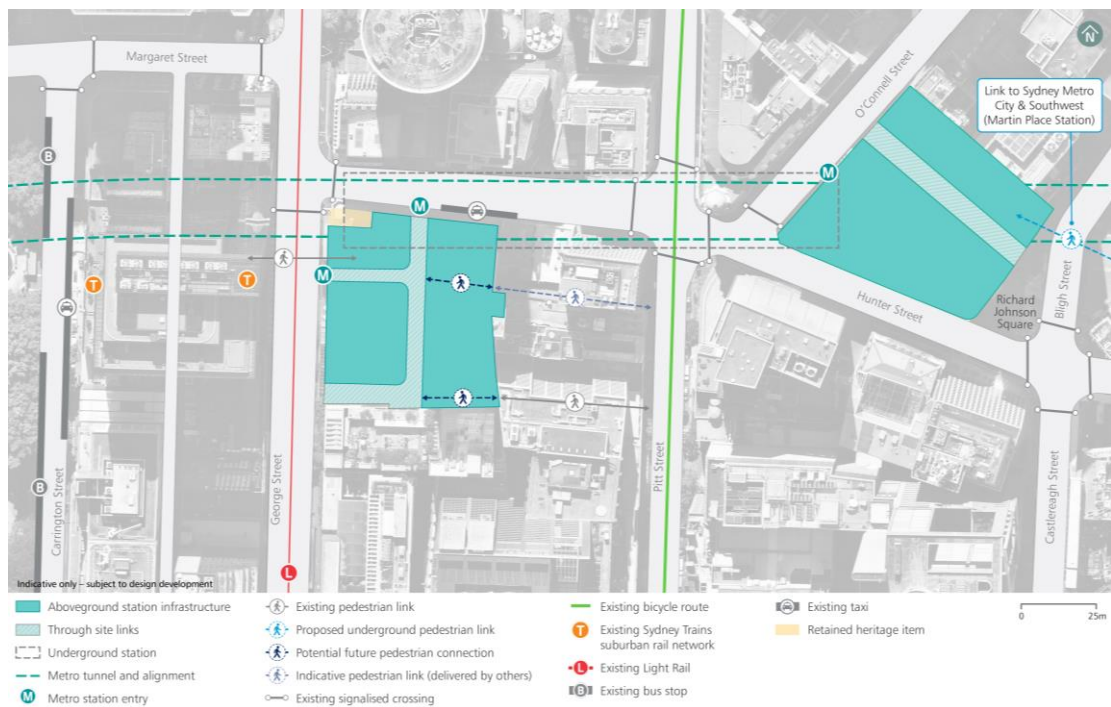 Margaret Street
O'Connell Street
N
Link to Sydney Metro
City & Southwest
(Martin Place Station)
B
M
M
T
T
M
B
Carrington Street
George Street
L
Pitt Street
Hunter Street
Richard
Johnson
Square
Bligh Street
Castlereagh Street
Indicative only – subject to design development
Aboveground station infrastructure
Through site links
Underground station
Metro tunnel and alignment
M Metro station entry
Existing pedestrian link
Proposed underground pedestrian link
Potential future pedestrian connection
Indicative pedestrian link (delivered by others)
Existing signalised crossing
Existing bicycle route
T Existing Sydney Trains
suburban rail network
L Existing Light Rail
B Existing bus stop
Existing taxi
Retained heritage item
0 25m